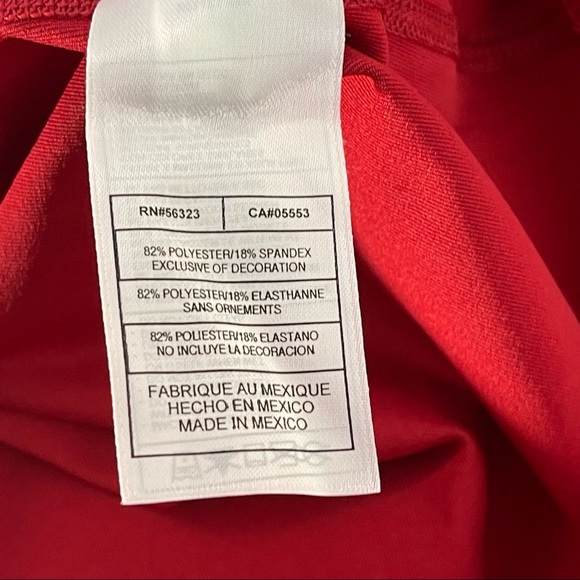 RN#56323 CA#05553
82% POLYESTER/18% SPANDEX
EXCLUSIVE OF DECORATION
82% POLYESTER/18% ELASTHANNE
SANS ORNEMENTS
82% POLIESTER/18% ELASTANO
NO INCLUYE LA DECORACION
FABRIQUE AU MEXIQUE
HECHO EN MEXICO
MADE IN MEXICO